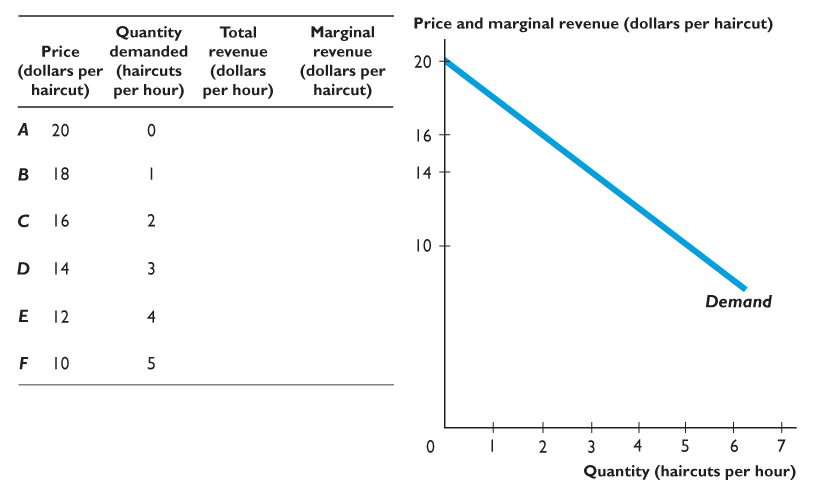 Price
(dollars per
haircut)
Quantity
demanded
(haircuts
per hour)
Total
revenue
(dollars
per hour)
Marginal
revenue
(dollars per
haircut)
A 20 0
B 18 1
C 16 2
D 14 3
E 12 4
F 10 5
Price and marginal revenue (dollars per haircut)
20
16
14
10
Demand
0 1 2 3 4 5 6 7
Quantity (haircuts per hour)